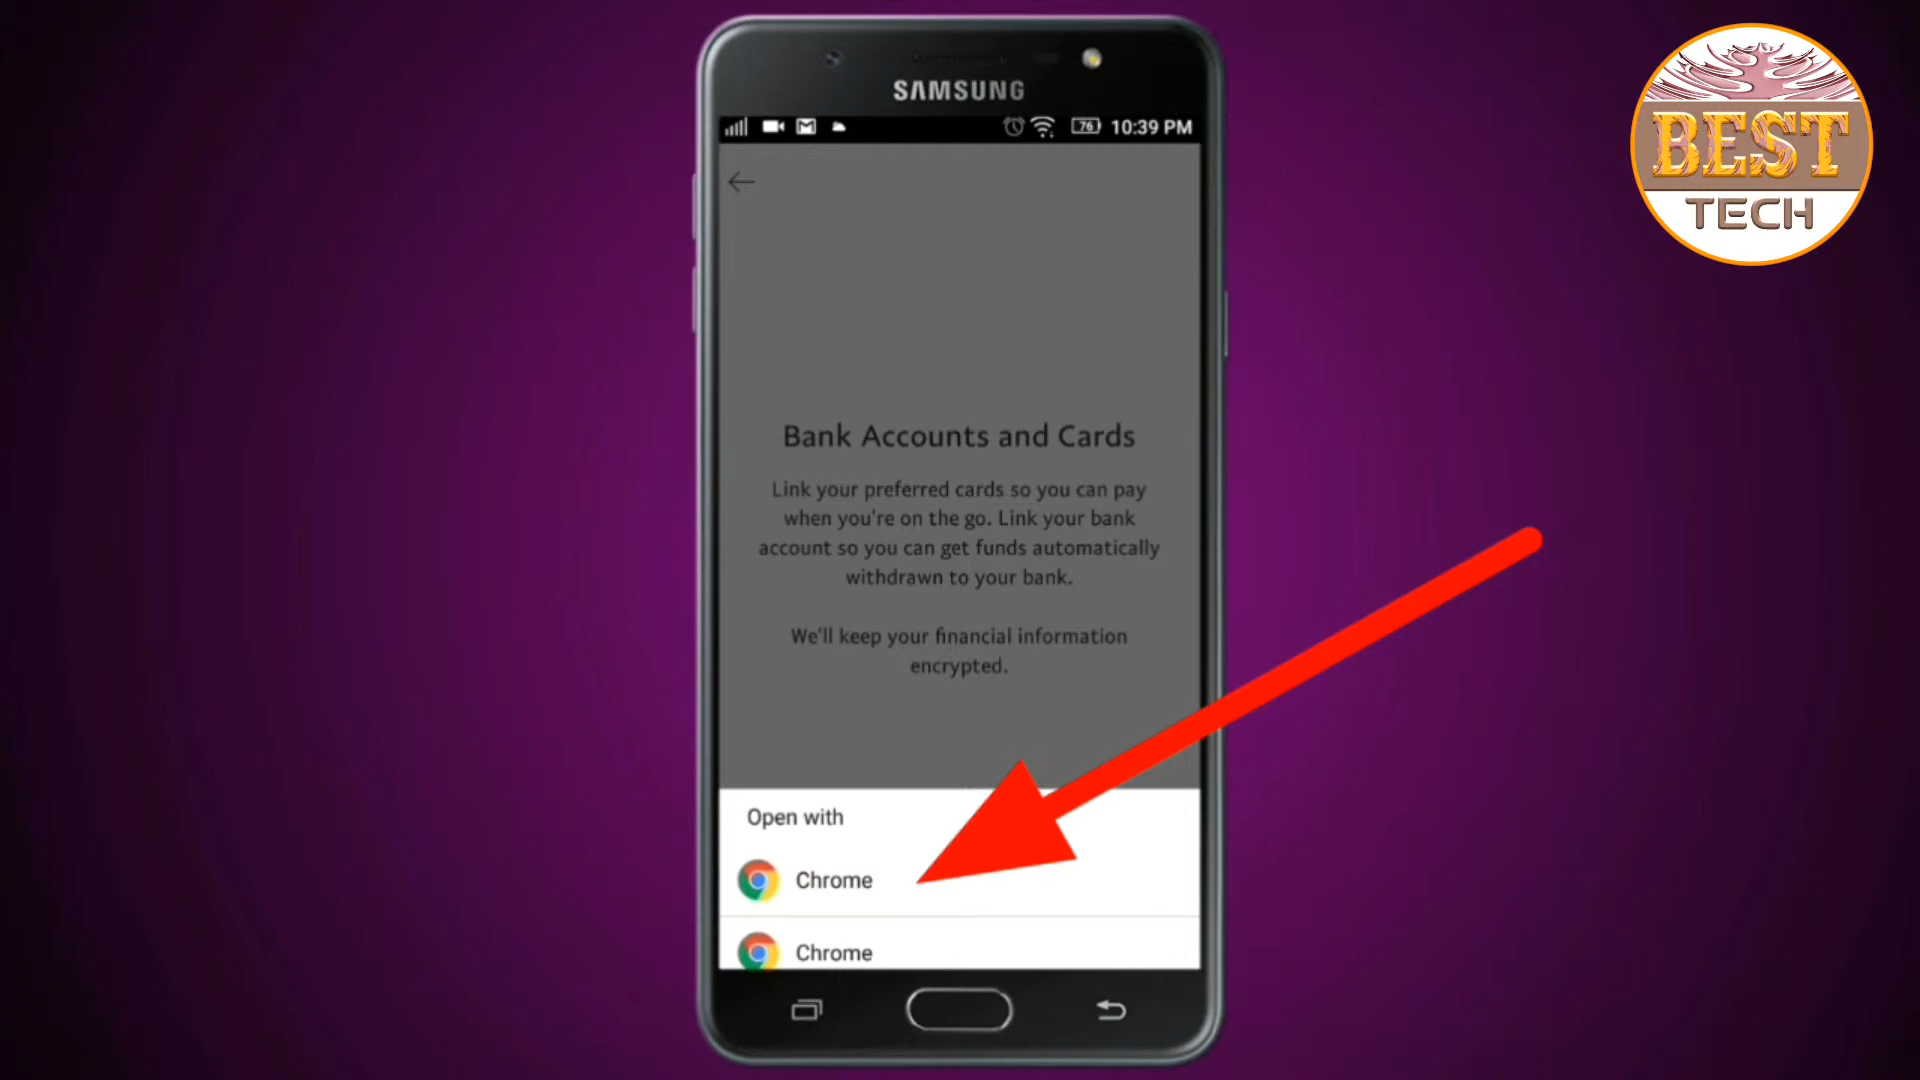 SAMSUNG
76 10:39 PM
BEST
TECH
Bank Accounts and Cards
Link your preferred cards so you can pay
when you're on the go. Link your bank
account so you can get funds automatically
withdrawn to your bank.
We'll keep your financial information
encrypted.
Open with
Chrome
Chrome